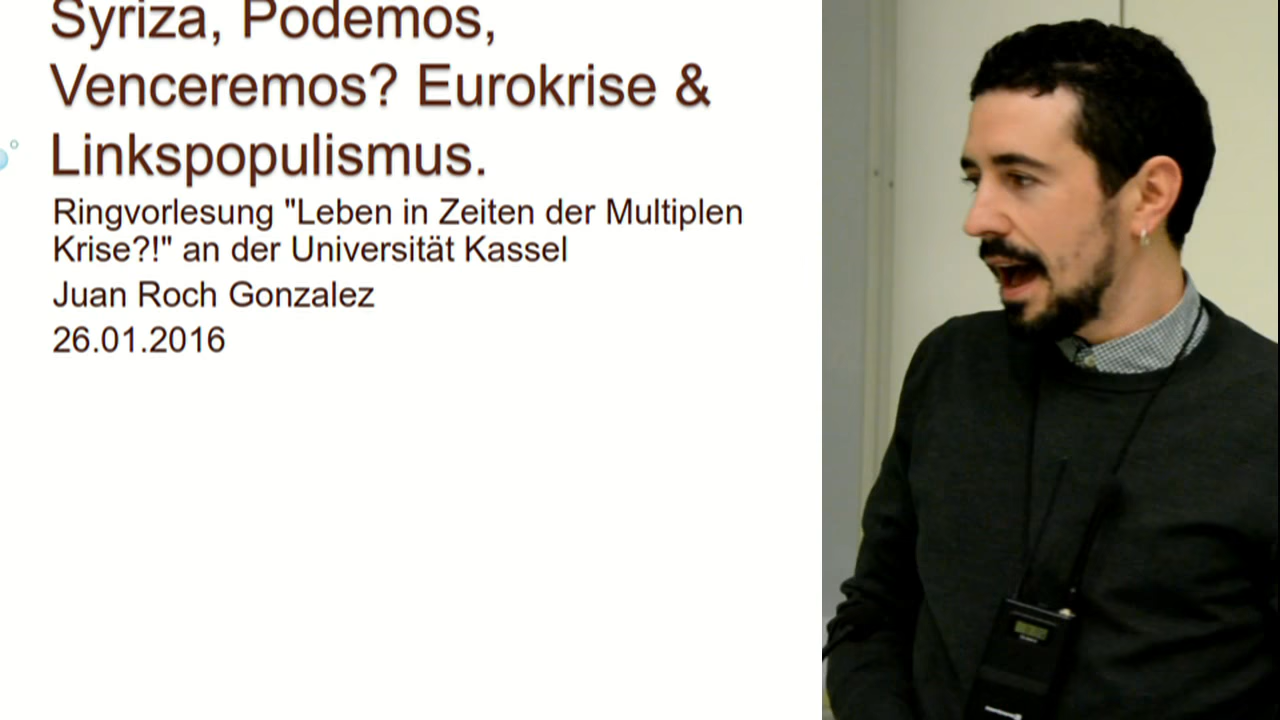 Syriza, Podemos,
Venceremos? Eurokrise &
Linkspopulismus.
Ringvorlesung "Leben in Zeiten der Multiplen
Krise?!" an der Universität Kassel
Juan Roch Gonzalez
26.01.2016